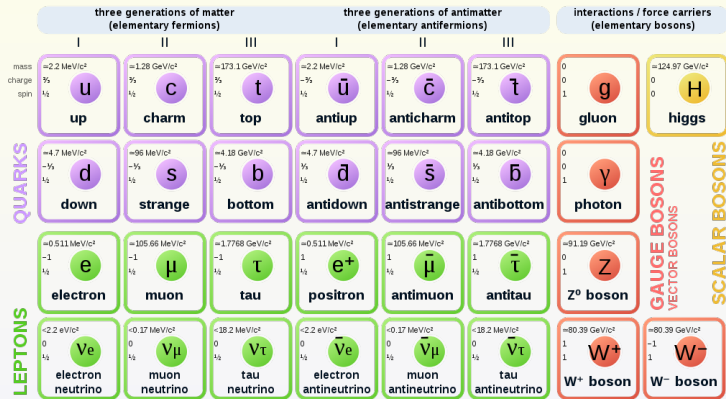 three generations of matter
(elementary fermions)
three generations of antimatter
(elementary antifermions)
interactions / force carriers
(elementary bosons)
I II III I II III
mass
charge
spin
≃2.2 MeV/c²
⅔
½
u
up
≃1.28 GeV/c²
⅔
½
c
charm
≃173.1 GeV/c²
⅔
½
t
top
≃2.2 MeV/c²
-⅔
½
ū
antiup
≃1.28 GeV/c²
-⅔
½
c̄
anticharm
≃173.1 GeV/c²
-⅔
½
t̄
antitop
0
0
1
g
gluon
≃124.97 GeV/c²
0
0
H
higgs
QUARKS
≃4.7 MeV/c²
-⅓
½
d
down
≃96 MeV/c²
-⅓
½
s
strange
≃4.18 GeV/c²
-⅓
½
b
bottom
≃4.7 MeV/c²
⅓
½
d̄
antidown
≃96 MeV/c²
⅓
½
s̄
antistrange
≃4.18 GeV/c²
⅓
½
b̄
antibottom
0
0
1
γ
photon
GAUGE BOSONS
VECTOR BOSONS
SCALAR BOSONS
LEPTONS
≃0.511 MeV/c²
-1
½
e
electron
≃105.66 MeV/c²
-1
½
μ
muon
≃1.7768 GeV/c²
-1
½
τ
tau
≃0.511 MeV/c²
1
½
e⁺
positron
≃105.66 MeV/c²
1
½
μ̄
antimuon
≃1.7768 GeV/c²
1
½
τ̄
antitau
≃91.19 GeV/c²
0
1
Z
Z⁰ boson
<2.2 eV/c²
0
½
νe
electron
neutrino
<0.17 MeV/c²
0
½
νμ
muon
neutrino
<18.2 MeV/c²
0
½
ντ
tau
neutrino
<2.2 eV/c²
0
½
ν̄e
electron
antineutrino
<0.17 MeV/c²
0
½
ν̄μ
muon
antineutrino
<18.2 MeV/c²
0
½
ν̄τ
tau
antineutrino
≃80.39 GeV/c²
1
1
W⁺
W⁺ boson
≃80.39 GeV/c²
-1
1
W⁻
W⁻ boson